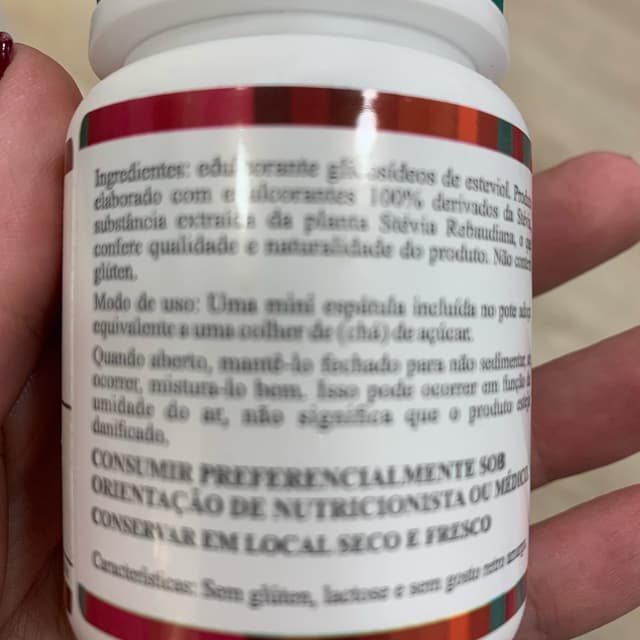 Ingredientes: edulcorante glicosídeos de esteviol.
elaborado com edulcorantes 100% derivados da
substância extraída da planta Stévia Rebaudiana, o
confere qualidade e naturalidade do produto. Não
glúten.
Modo de uso: Uma mini espátula incluída no pote
equivalente a uma colher de (chá) de açúcar.
Quando aberto, mantê-lo fechado para não sedimentar,
ocorrer, mistura-lo bem. Isso pode ocorrer em função
umidade do ar, não significa que o produto
danificado.
CONSUMIR PREFERENCIALMENTE SOB
ORIENTAÇÃO DE NUTRICIONISTA OU MÉDICO
CONSERVAR EM LOCAL SECO E FRESCO
Características: Sem glúten, lactose e sem gosto